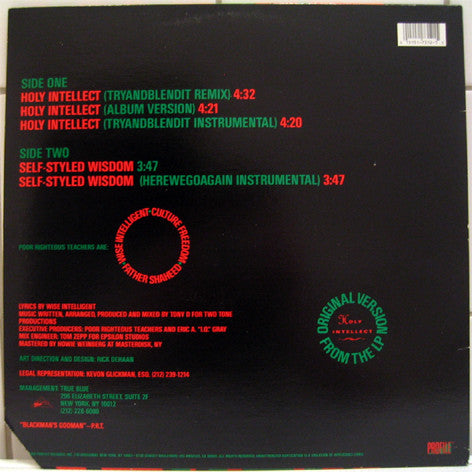 SIDE ONE
HOLY INTELLECT (TRYANDBLENDIT REMIX) 4:32
HOLY INTELLECT (ALBUM VERSION) 4:21
HOLY INTELLECT (TRYANDBLENDIT INSTRUMENTAL) 4:20
SIDE TWO
SELF-STYLED WISDOM 3:47
SELF-STYLED WISDOM (HEREWEGOAGAIN INSTRUMENTAL) 3:47
POOR RIGHTEOUS TEACHERS ARE:
WISE INTELLIGENT-CULTURE FREEDOM-FATHER SHAHEED-
LYRICS BY WISE INTELLIGENT
MUSIC WRITTEN, ARRANGED, PRODUCED AND MIXED BY TONY D FOR TWO TONE
PRODUCTIONS
EXECUTIVE PRODUCERS: POOR RIGHTEOUS TEACHERS AND ERIC A. "I.Q." GRAY
MIX ENGINEER: TOM ZEPP FOR EPSILON STUDIOS
MASTERED BY HOWIE WEINBERG AT MASTERDISK, NY
ART DIRECTION AND DESIGN: RICK DEHAAN
LEGAL REPRESENTATION: KEVON GLICKMAN, ESQ. (212) 239-1214
MANAGEMENT: TRUE BLUE
296 ELIZABETH STREET, SUITE 2F
NEW YORK, NY 10012
(212) 228-6080
"BLACKMAN'S GODMAN" – P.R.T.
ORIGINAL VERSION
Holy
INTELLECT
FROM THE LP
PROFILE